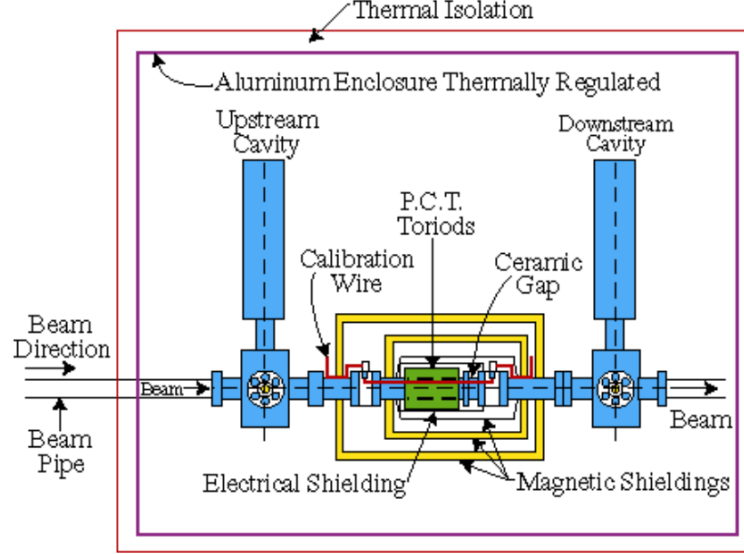 Thermal Isolation
Aluminum Enclosure Thermally Regulated
Upstream
Cavity
Downstream
Cavity
P.C.T.
Toriods
Calibration
Wire
Ceramic
Gap
Beam
Direction
Beam
Beam
Pipe
Beam
Electrical Shielding
Magnetic Shieldings